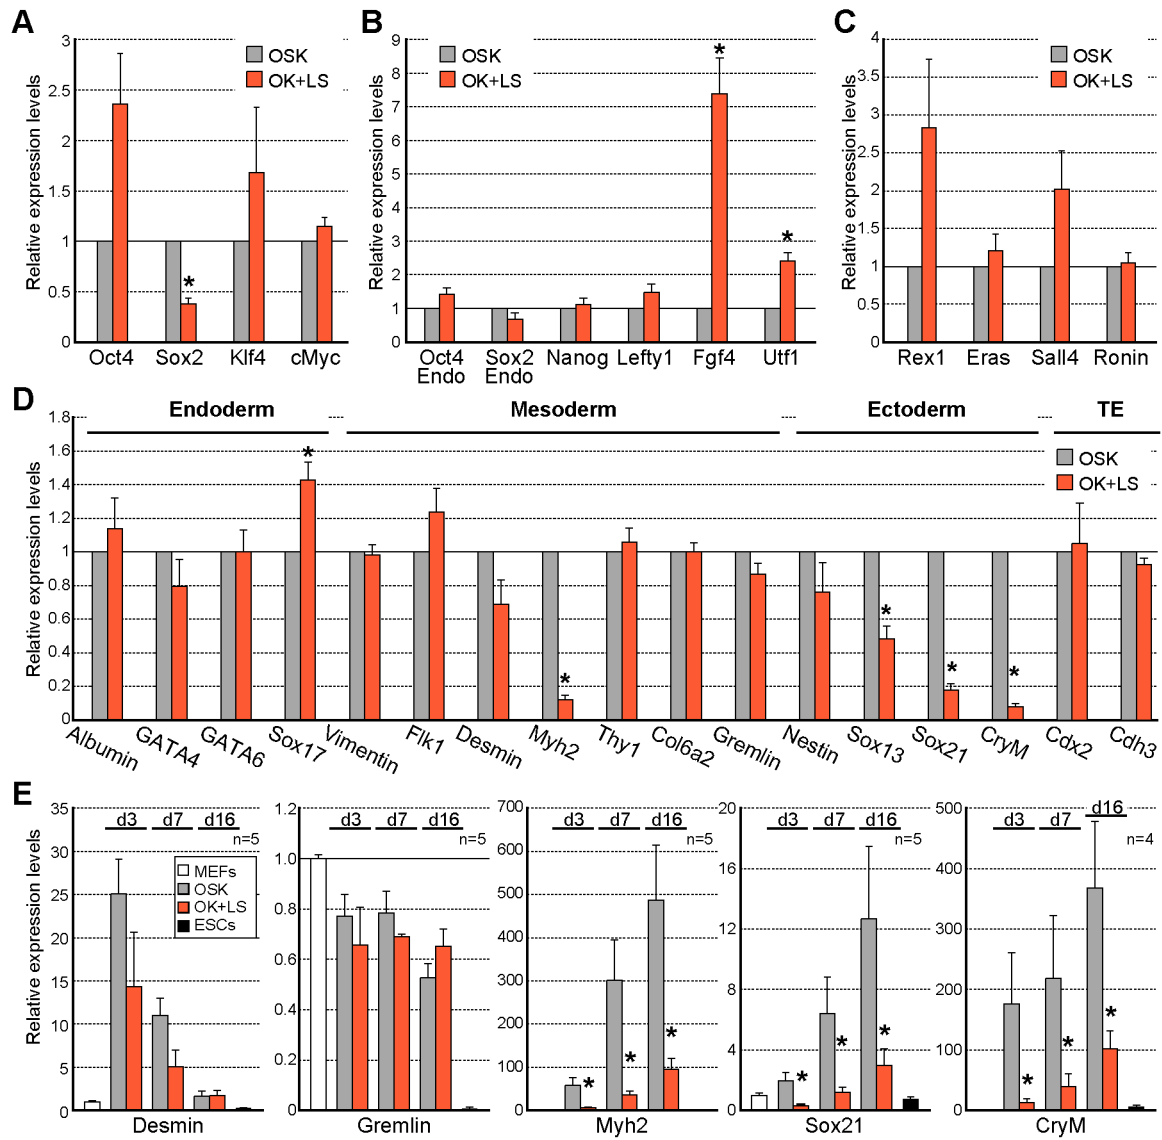 A
Relative expression levels
3
2.5
2
1.5
1
0.5
0
OSK
OK+LS
*
Oct4 Sox2 Klf4 cMyc
B
Relative expression levels
9
8
7
6
5
4
3
2
1
0
OSK
OK+LS
*
*
Oct4 Endo
Sox2 Endo
Nanog Lefty1 Fgf4 Utf1
C
Relative expression levels
4
3.5
3
2.5
2
1.5
1
0.5
0
OSK
OK+LS
Rex1 Eras Sall4 Ronin
D
Endoderm Mesoderm Ectoderm TE
Relative expression levels
1.8
1.6
1.4
1.2
1
0.8
0.6
0.4
0.2
0
OSK
OK+LS
*
*
*
*
*
Albumin GATA4 GATA6 Sox17 Vimentin Flk1 Desmin Myh2 Thy1 Col6a2 Gremlin Nestin Sox13 Sox21 CryM Cdx2 Cdh3
E
Relative expression levels
35
30
25
20
15
10
5
0
d3 d7 d16
n=5
MEFs
OSK
OK+LS
ESCs
Desmin
1.2
1.0
0.8
0.6
0.4
0.2
0
d3 d7 d16
n=5
Gremlin
700
600
500
400
300
200
100
0
d3 d7 d16
n=5
* * *
Myh2
20
16
12
8
4
0
d3 d7 d16
n=5
* * *
Sox21
500
400
300
200
100
0
d3 d7 d16
n=4
* * *
CryM